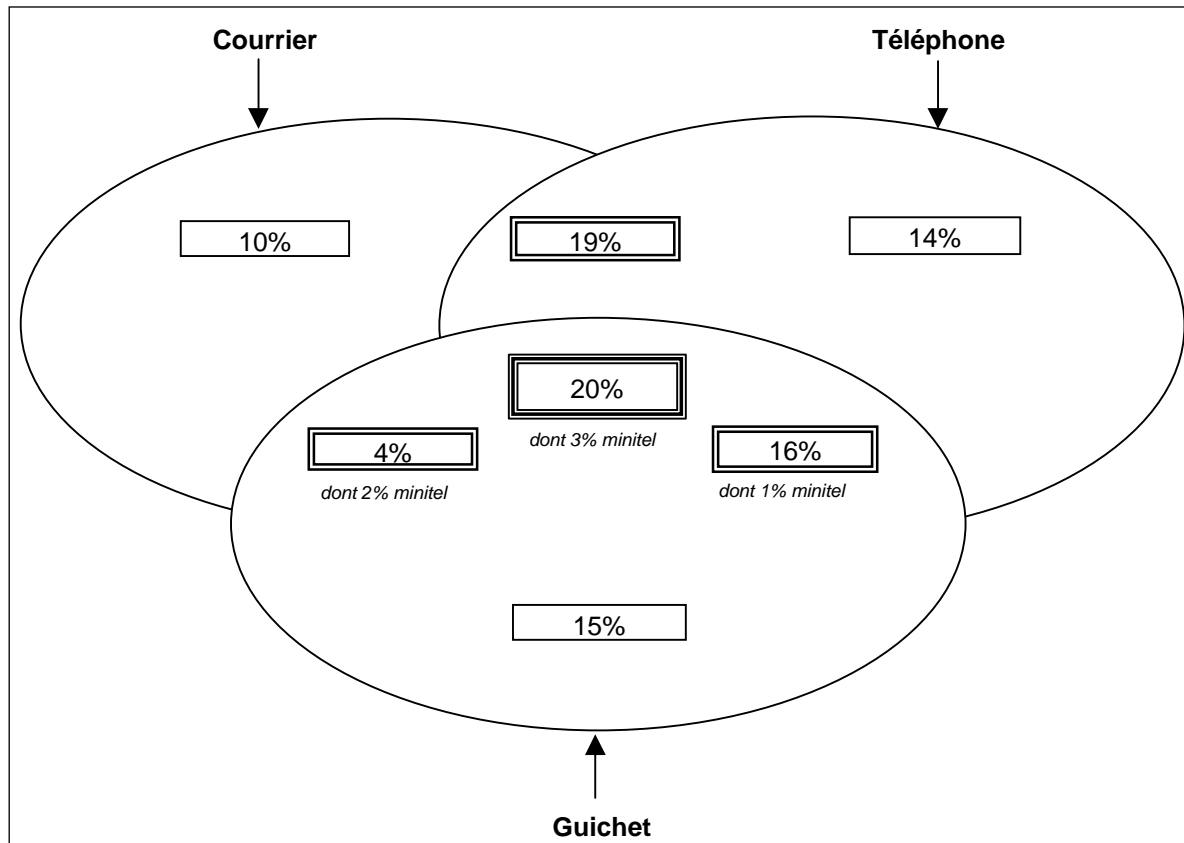 Courrier Téléphone
10% 19% 14%
20%
dont 3% minitel
4% 16%
dont 2% minitel dont 1% minitel
15%
Guichet